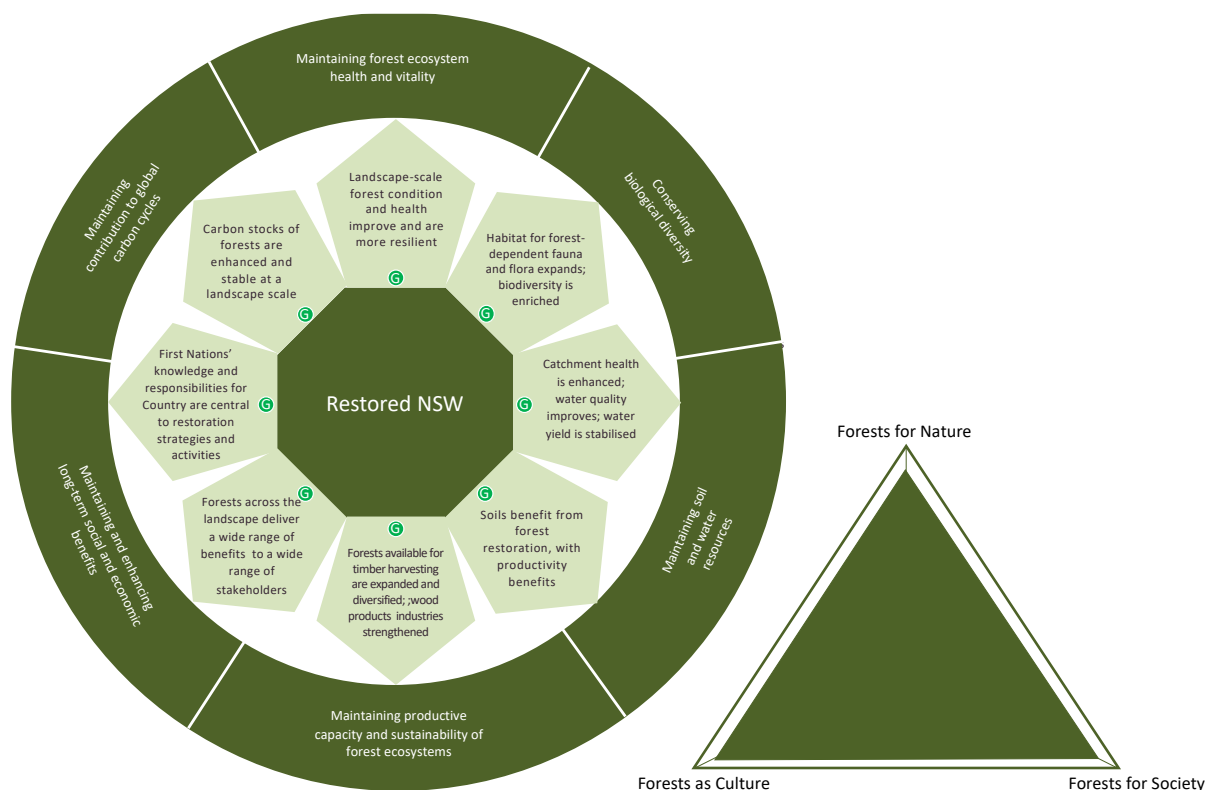 Maintaining forest ecosystem
health and vitality
Conserving
biological diversity
Maintaining soil
and water
resources
Maintaining productive
capacity and sustainability of
forest ecosystems
Maintaining and enhancing
long-term social and economic
benefits
Maintaining
contribution to global
carbon cycles
Landscape-scale
forest condition
and health
improve and are
more resilient
G
Habitat for forest-
dependent fauna
and flora expands;
biodiversity is
enriched
G
Catchment health
is enhanced;
water quality
improves; water
yield is stabilised
G
Soils benefit from
forest
restoration, with
productivity
benefits
G
Forests available for
timber harvesting
are expanded and
diversified; ;wood
products industries
strengthened
G
Forests across the
landscape deliver
a wide range of
benefits to a wide
range of
stakeholders
G
First Nations’
knowledge and
responsibilities for
Country are central
to restoration
strategies and
activities
G
Carbon stocks of
forests are
enhanced and
stable at a
landscape scale
G
Restored NSW
Forests for Nature
Forests as Culture
Forests for Society